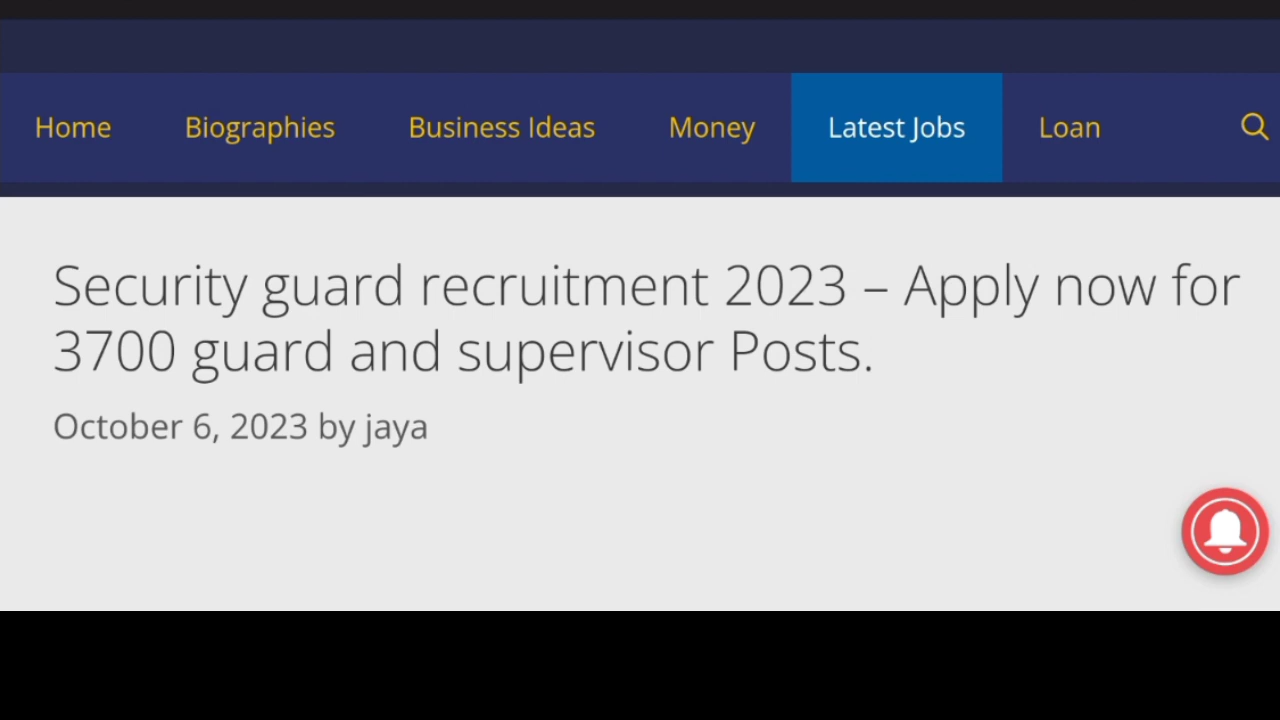 Home Biographies Business Ideas Money Latest Jobs Loan
Security guard recruitment 2023 – Apply now for
3700 guard and supervisor Posts.
October 6, 2023 by jaya